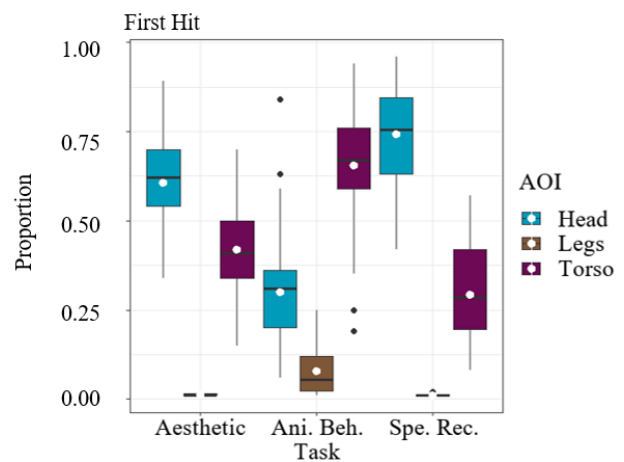 First Hit
1.00
0.75
0.50
0.25
0.00
Proportion
Aesthetic Ani. Beh. Spe. Rec.
Task
AOI
Head
Legs
Torso